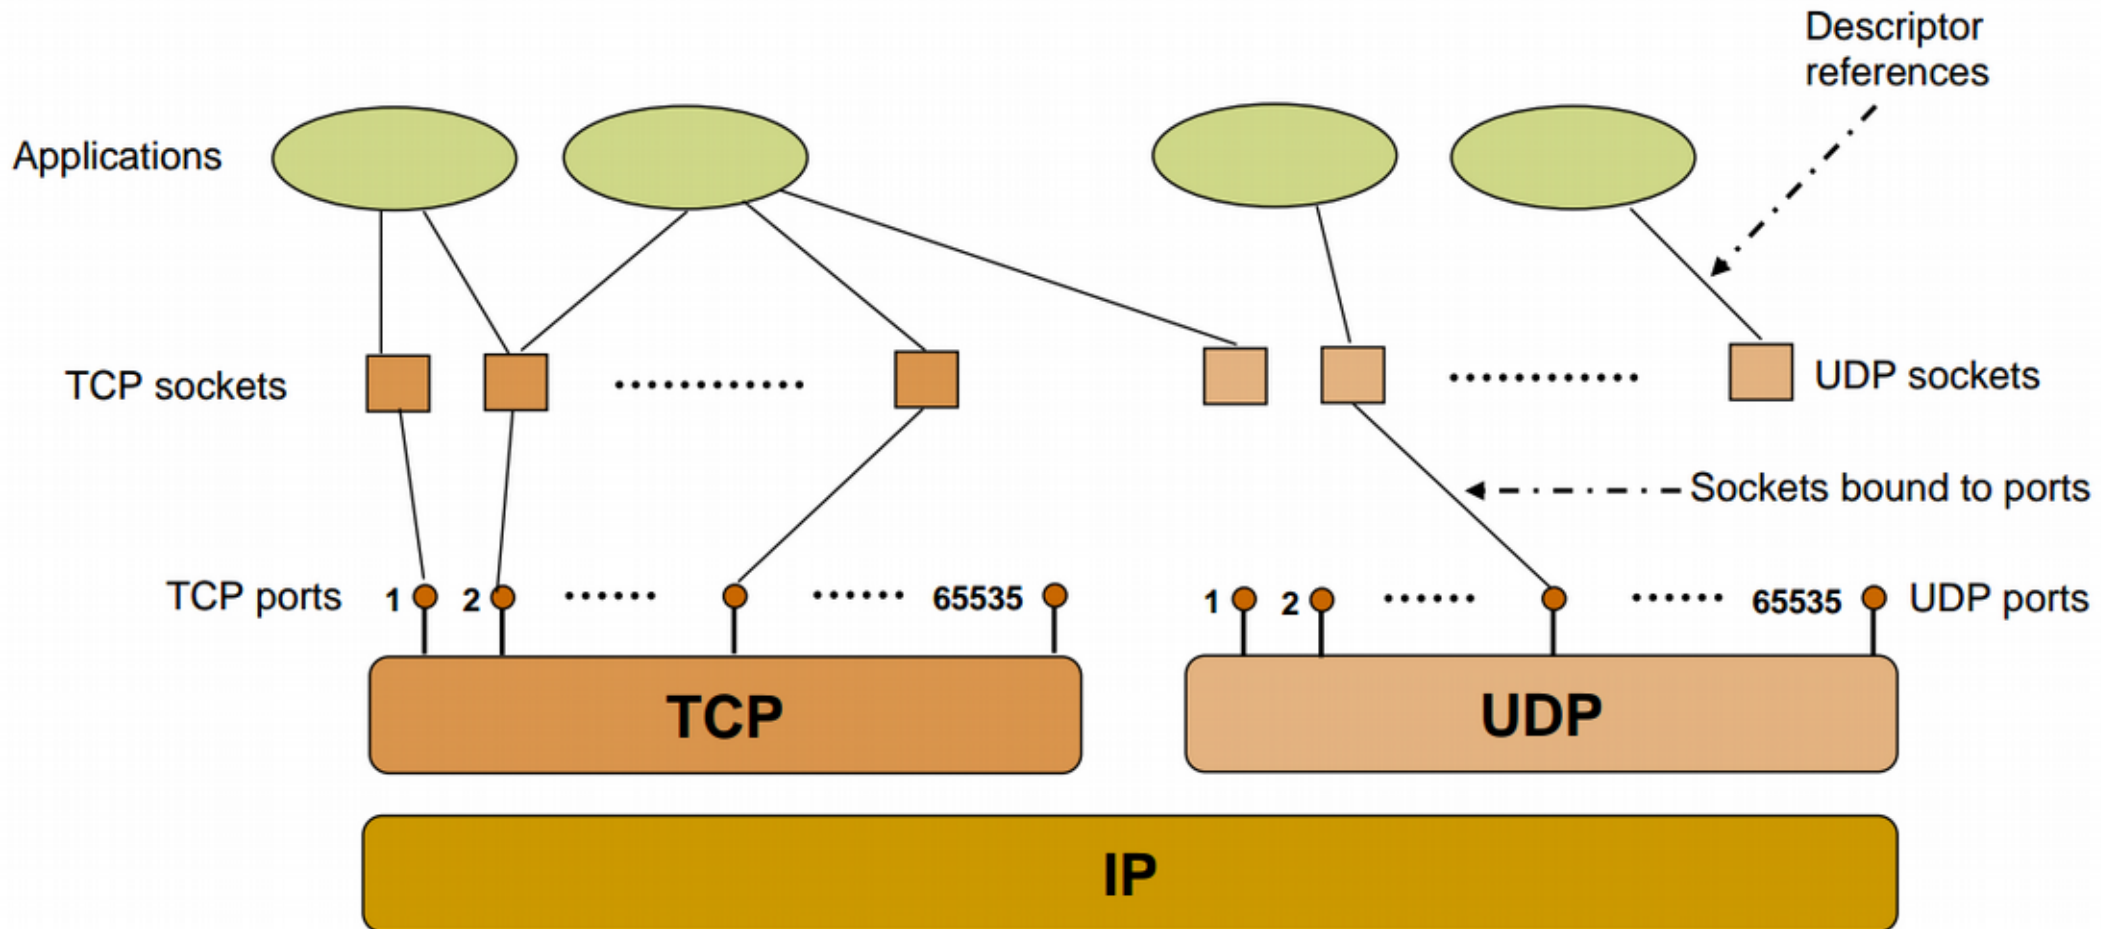 Descriptor
references
Applications
TCP sockets
UDP sockets
Sockets bound to ports
TCP ports 1 2 65535
1 2 65535 UDP ports
TCP
UDP
IP